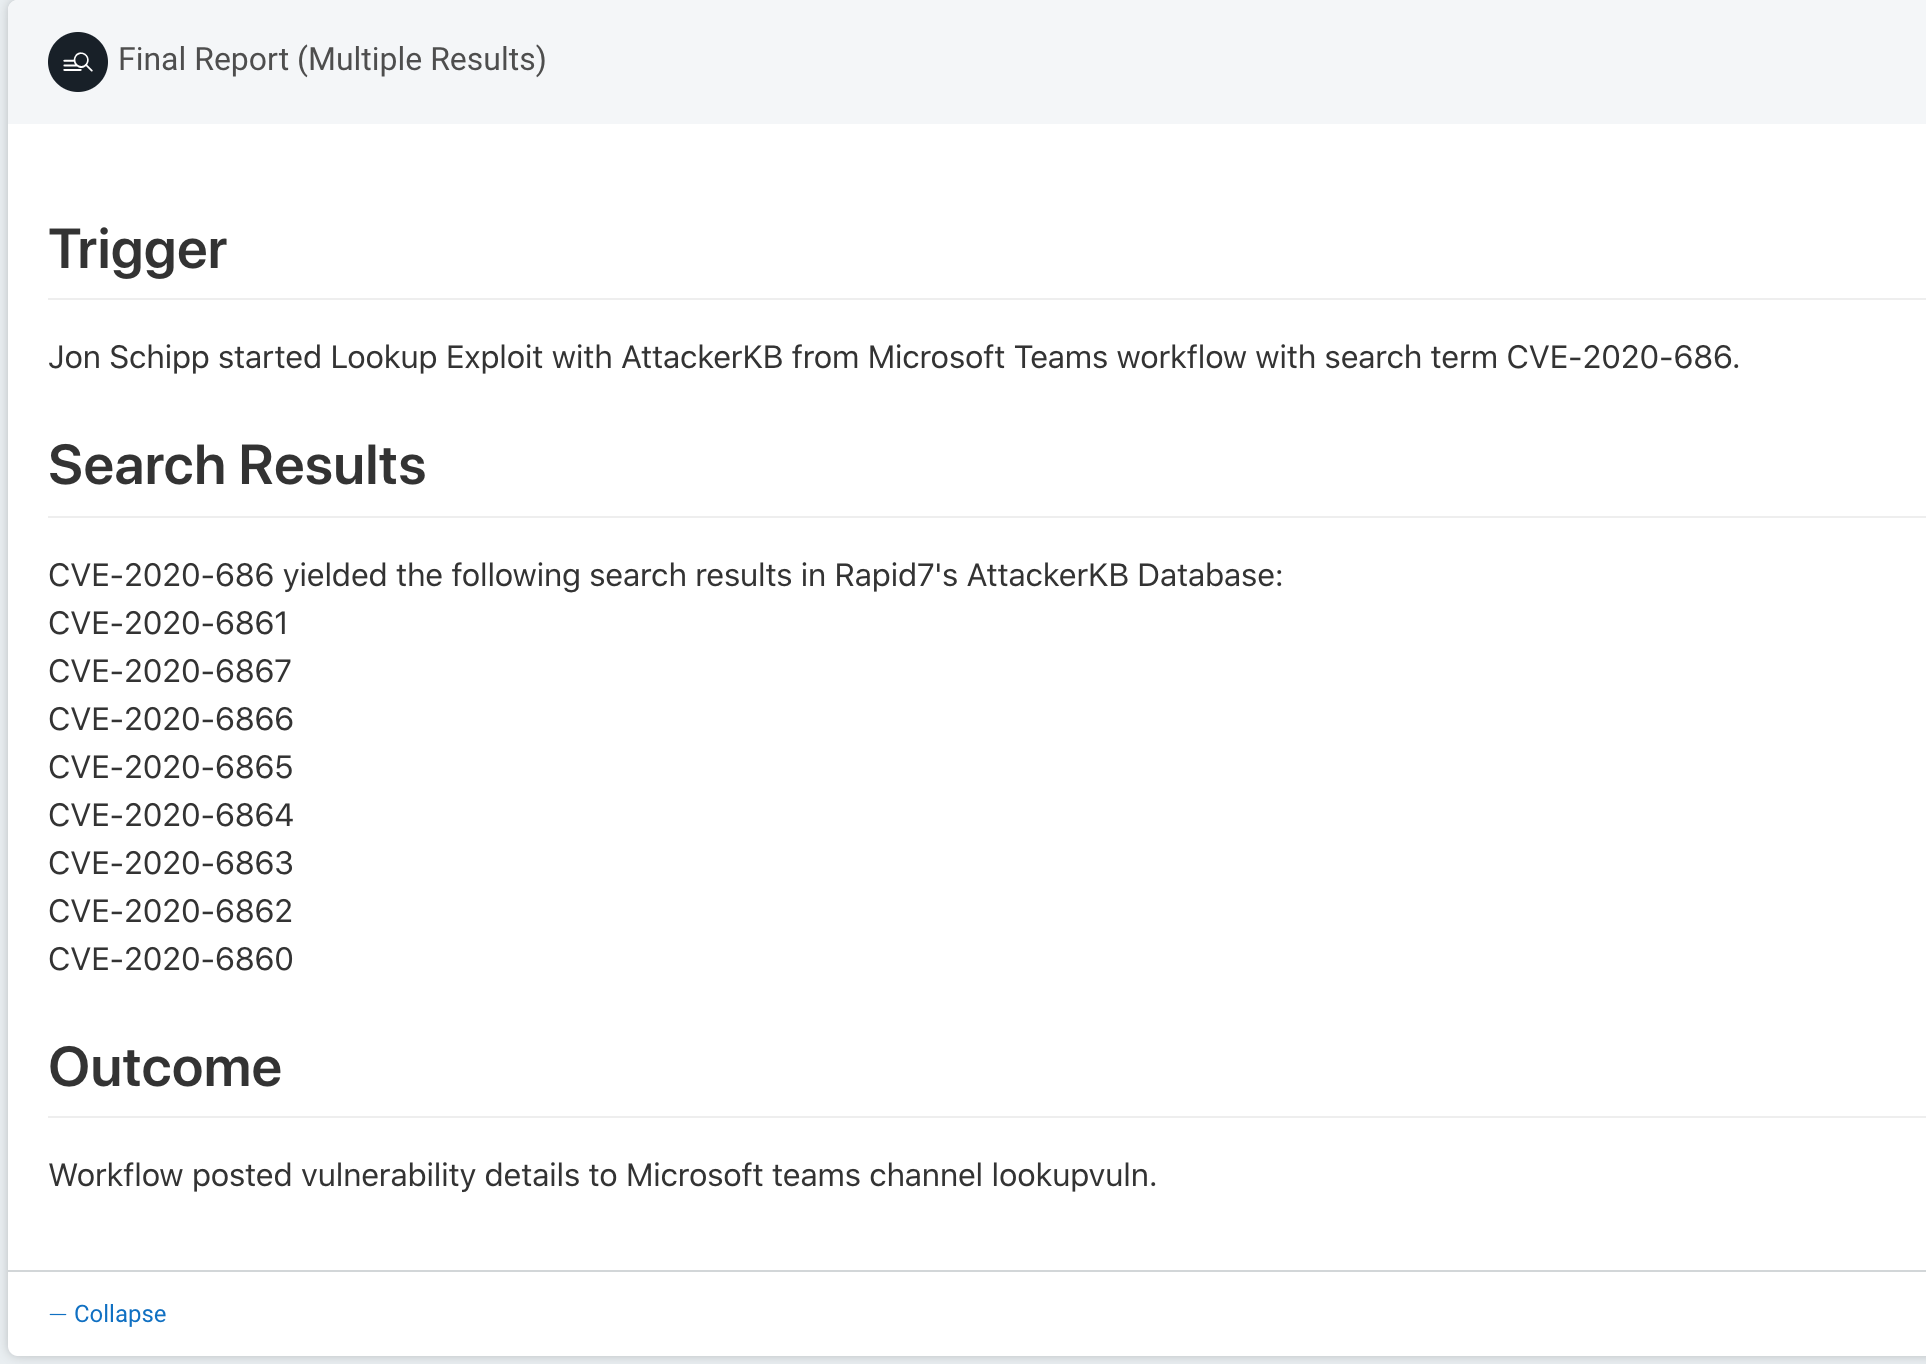 Final Report (Multiple Results)
Trigger
Jon Schipp started Lookup Exploit with AttackerKB from Microsoft Teams workflow with search term CVE-2020-686.
Search Results
CVE-2020-686 yielded the following search results in Rapid7's AttackerKB Database:
CVE-2020-6861
CVE-2020-6867
CVE-2020-6866
CVE-2020-6865
CVE-2020-6864
CVE-2020-6863
CVE-2020-6862
CVE-2020-6860
Outcome
Workflow posted vulnerability details to Microsoft teams channel lookupvuln.
— Collapse